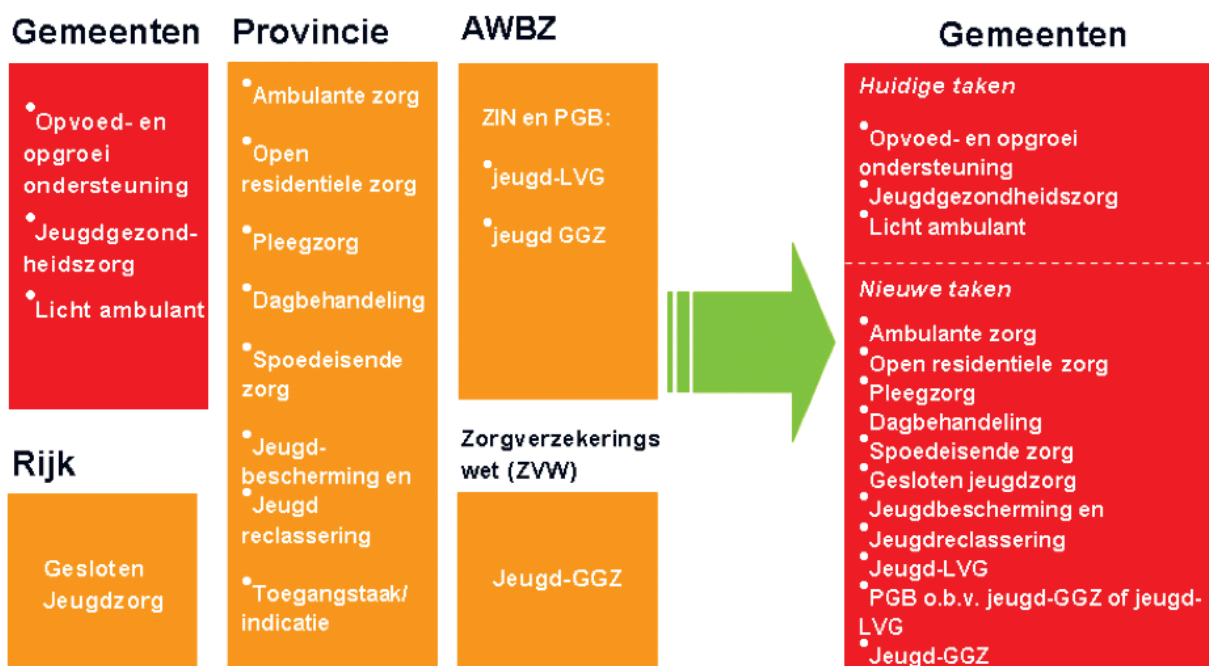 Gemeenten
•Opvoed- en
opgroei
ondersteuning
•Jeugdgezond-
heidszorg
•Licht ambulant
Rijk
Gesloten
Jeugdzorg
Provincie
•Ambulante zorg
•Open
residentiele zorg
•Pleegzorg
•Dagbehandeling
•Spoedeisende
zorg
•Jeugd-
bescherming en
•Jeugd
reclassering
•Toegangstaak/
indicatie
AWBZ
ZIN en PGB:
•jeugd-LVG
•jeugd GGZ
Zorgverzekerings
wet (ZVW)
Jeugd-GGZ
Gemeenten
Huidige taken
•Opvoed- en opgroei
ondersteuning
•Jeugdgezondheidszorg
•Licht ambulant
Nieuwe taken
•Ambulante zorg
•Open residentiele zorg
•Pleegzorg
•Dagbehandeling
•Spoedeisende zorg
•Gesloten jeugdzorg
•Jeugdbescherming en
•Jeugdreclassering
•Jeugd-LVG
•PGB o.b.v. jeugd-GGZ of jeugd-
LVG
•Jeugd-GGZ